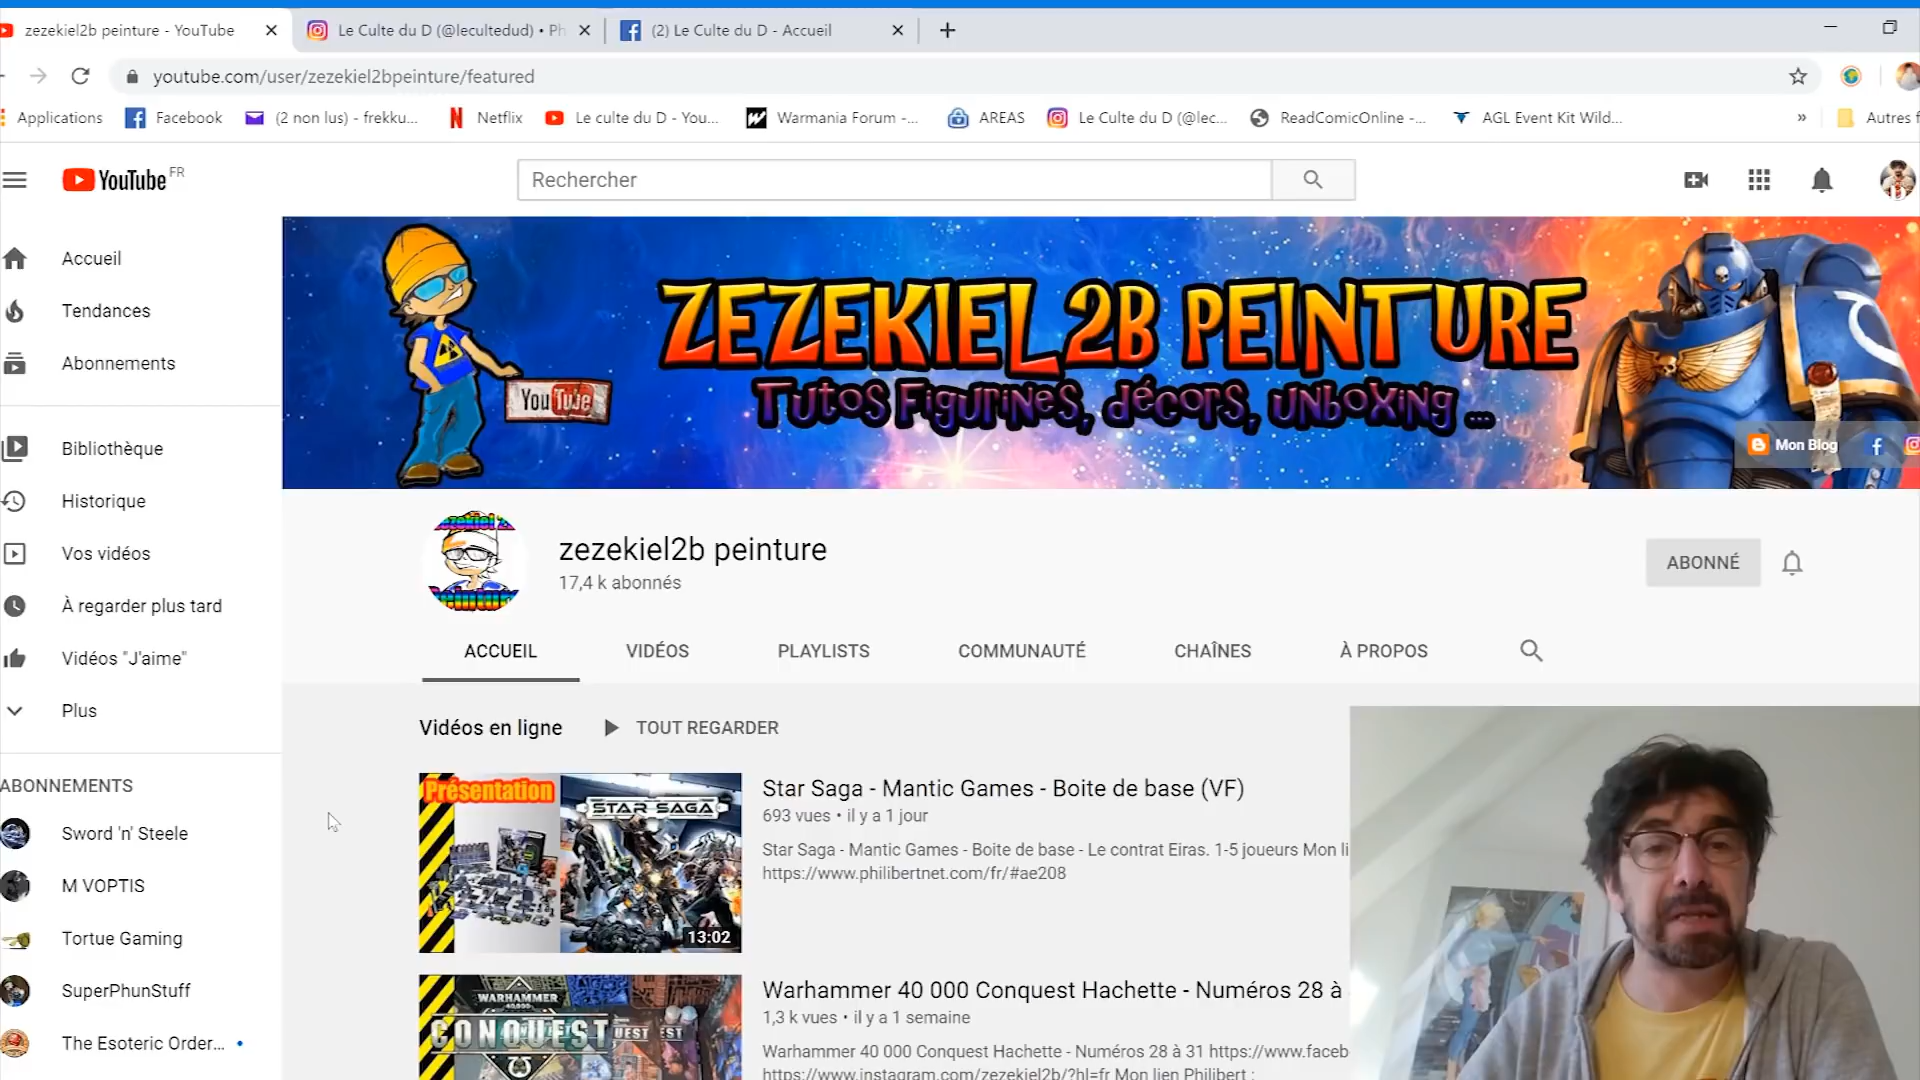 zezekiel2b peinture - YouTube
Le Culte du D (@lecultedud) • Ph
(2) Le Culte du D - Accueil
youtube.com/user/zezekiel2bpeinture/featured
Applications
Facebook
(2 non lus) - frekku...
Netflix
Le culte du D - You...
Warmania Forum -...
AREAS
Le Culte du D (@lec...
ReadComicOnline -...
AGL Event Kit Wild...
»
Autres f
YouTube FR
Rechercher
Accueil
Tendances
Abonnements
Bibliothèque
Historique
Vos vidéos
À regarder plus tard
Vidéos "J'aime"
Plus
ABONNEMENTS
Sword 'n' Steele
M VOPTIS
Tortue Gaming
SuperPhunStuff
The Esoteric Order...
You Tube
ZEZEKIEL 2B PEINTURE
Tutos Figurines, décors, unboxing ...
Mon Blog
zezekiel2b peinture
17,4 k abonnés
ABONNÉ
ACCUEIL
VIDÉOS
PLAYLISTS
COMMUNAUTÉ
CHAÎNES
À PROPOS
Vidéos en ligne
TOUT REGARDER
Présentation
STAR SAGA
13:02
Star Saga - Mantic Games - Boite de base (VF)
693 vues • il y a 1 jour
Star Saga - Mantic Games - Boite de base - Le contrat Eiras. 1-5 joueurs Mon li
https://www.philibertnet.com/fr/#ae208
WARHAMMER
40,000
CONQUEST
Warhammer 40 000 Conquest Hachette - Numéros 28 à
1,3 k vues • il y a 1 semaine
Warhammer 40 000 Conquest Hachette - Numéros 28 à 31 https://www.faceb
https://www.instagram.com/zezekiel2b/?hl=fr Mon lien Philibert :